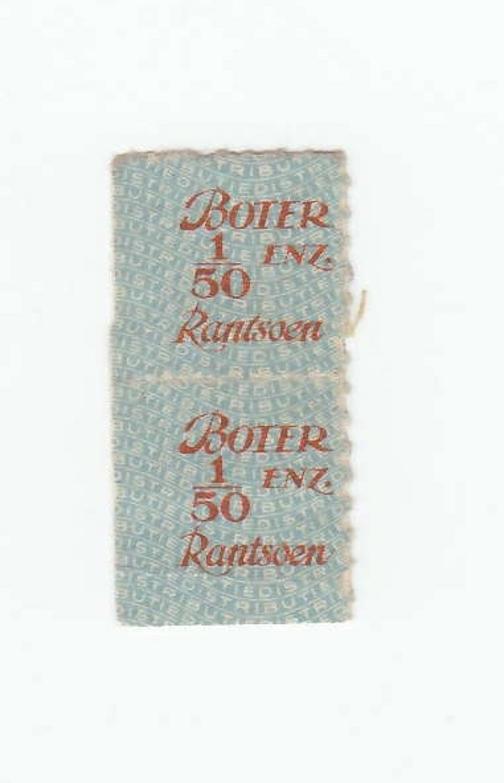 BOTER
1/50 ENZ.
Rantsoen
BOTER
1/50 ENZ.
Rantsoen